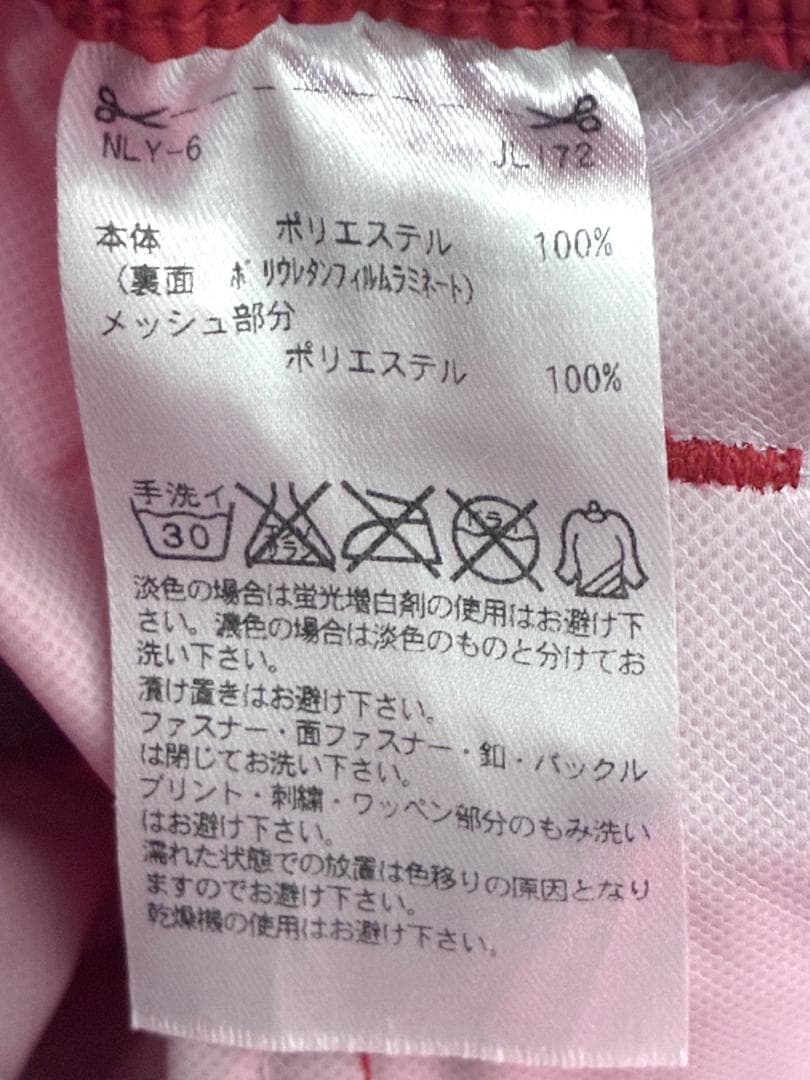 NLY-6 JL172
本体 ポリエステル 100%
（裏面 ﾎﾟﾘｳﾚﾀﾝﾌｨﾙﾑﾗﾐﾈｰﾄ）
メッシュ部分
ポリエステル 100%
手洗イ
30 エンソサラシ ドライ
淡色の場合は蛍光増白剤の使用はお避け下
さい。濃色の場合は淡色のものと分けてお
洗い下さい。
漬け置きはお避け下さい。
ファスナー・面ファスナー・釦・バックル
は閉じてお洗い下さい。
プリント・刺繍・ワッペン部分のもみ洗い
はお避け下さい。
濡れた状態での放置は色移りの原因となり
ますのでお避け下さい。
乾燥機の使用はお避け下さい。